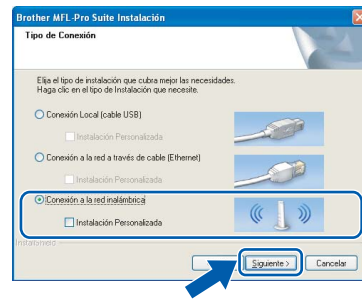 Brother MFL-Pro Suite Instalación
Tipo de Conexión
Elija el tipo de instalación que cubra mejor las necesidades.
Haga clic en el tipo de Instalación que necesite.
Conexión Local (cable USB)
Instalación Personalizada
Conexión a la red a través de cable (Ethernet)
Instalación Personalizada
Conexión a la red inalámbrica
Instalación Personalizada
InstallShield
Siguiente > Cancelar